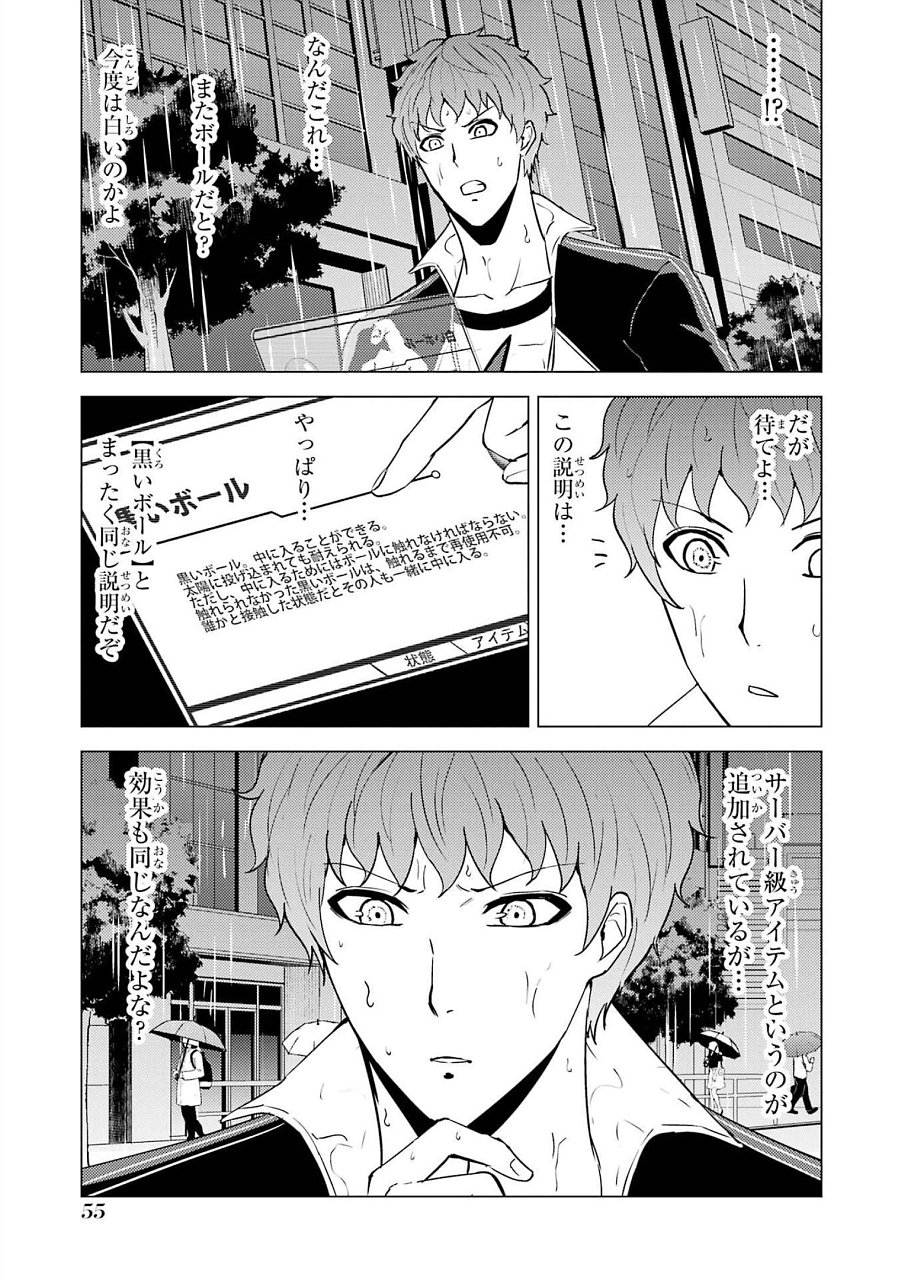 ……!?
なんだこれ…
またボールだと?
今度は白いのかよ
だが
待てよ…
この説明は…
やっぱり…
黒いボール
黒いボール。中に入ることができる。
太陽に投げ込まれても耐えられる。
ただし、中に入るためにはボールに触れなければならない。
触れられなかった黒いボールは、触れるまで再使用不可。
誰かと接触した状態だとその人も一緒に中に入る。
状態
アイテム
【黒いボール】と
まったく同じ説明だぞ
サーバー級アイテムというのが
追加されているが…
効果も同じなんだよな?
55